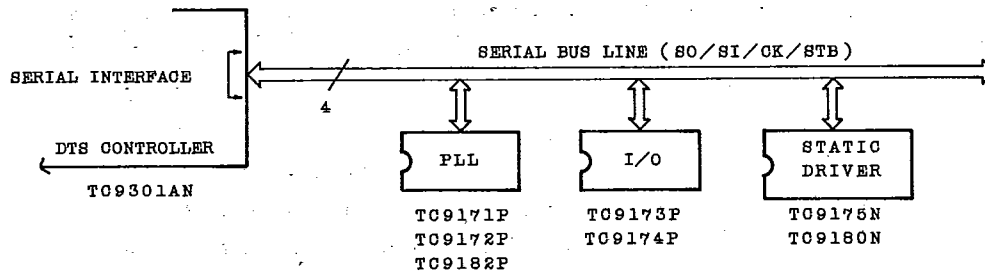 SERIAL BUS LINE (SO/SI/CK/STB)
SERIAL INTERFACE
4
DTS CONTROLLER
TC9301AN
PLL
I/O
STATIC
DRIVER
TC9171P
TC9172P
TC9182P
TC9173P
TC9174P
TC9175N
TC9180N